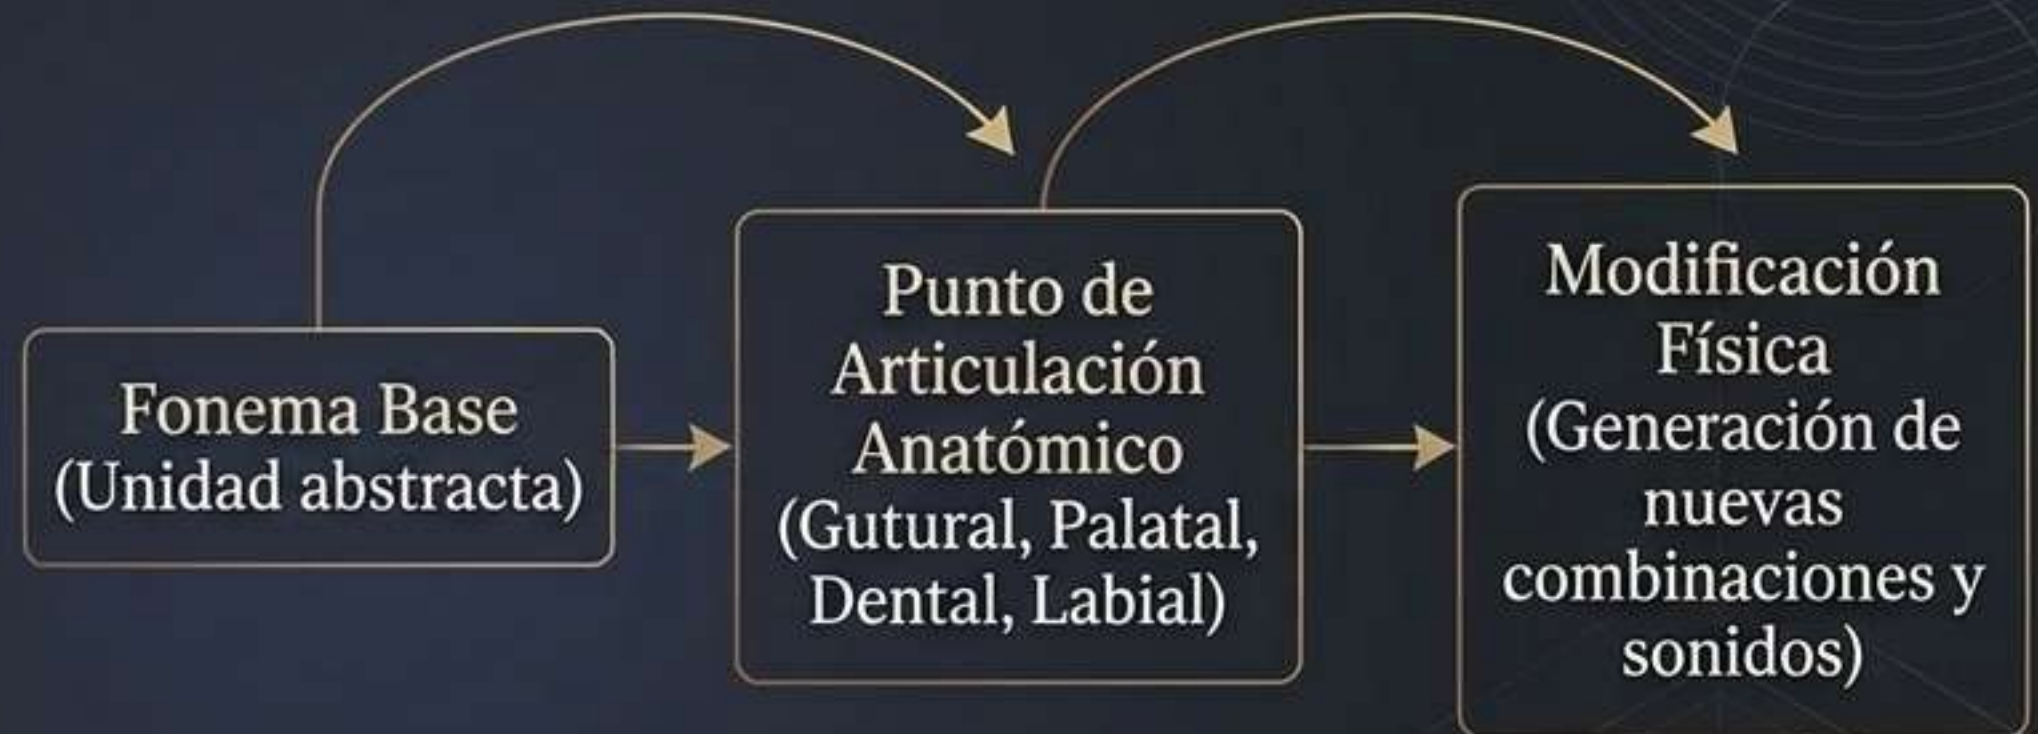 Fonema Base
(Unidad abstracta)
Punto de
Articulación
Anatómico
(Gutural, Palatal,
Dental, Labial)
Modificación
Física
(Generación de
nuevas
combinaciones y
sonidos)